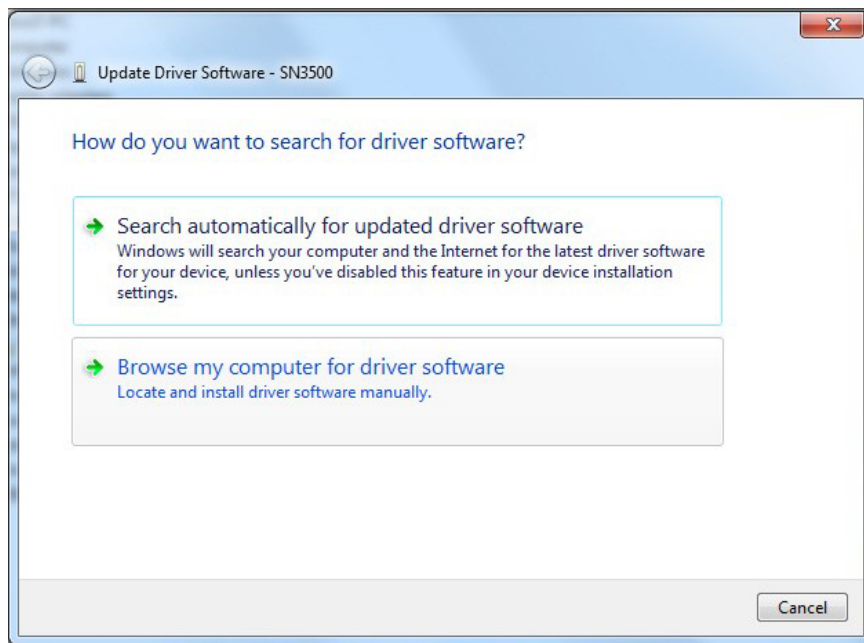 Update Driver Software - SN3500
How do you want to search for driver software?
Search automatically for updated driver software
Windows will search your computer and the Internet for the latest driver software
for your device, unless you've disabled this feature in your device installation
settings.
Browse my computer for driver software
Locate and install driver software manually.
Cancel